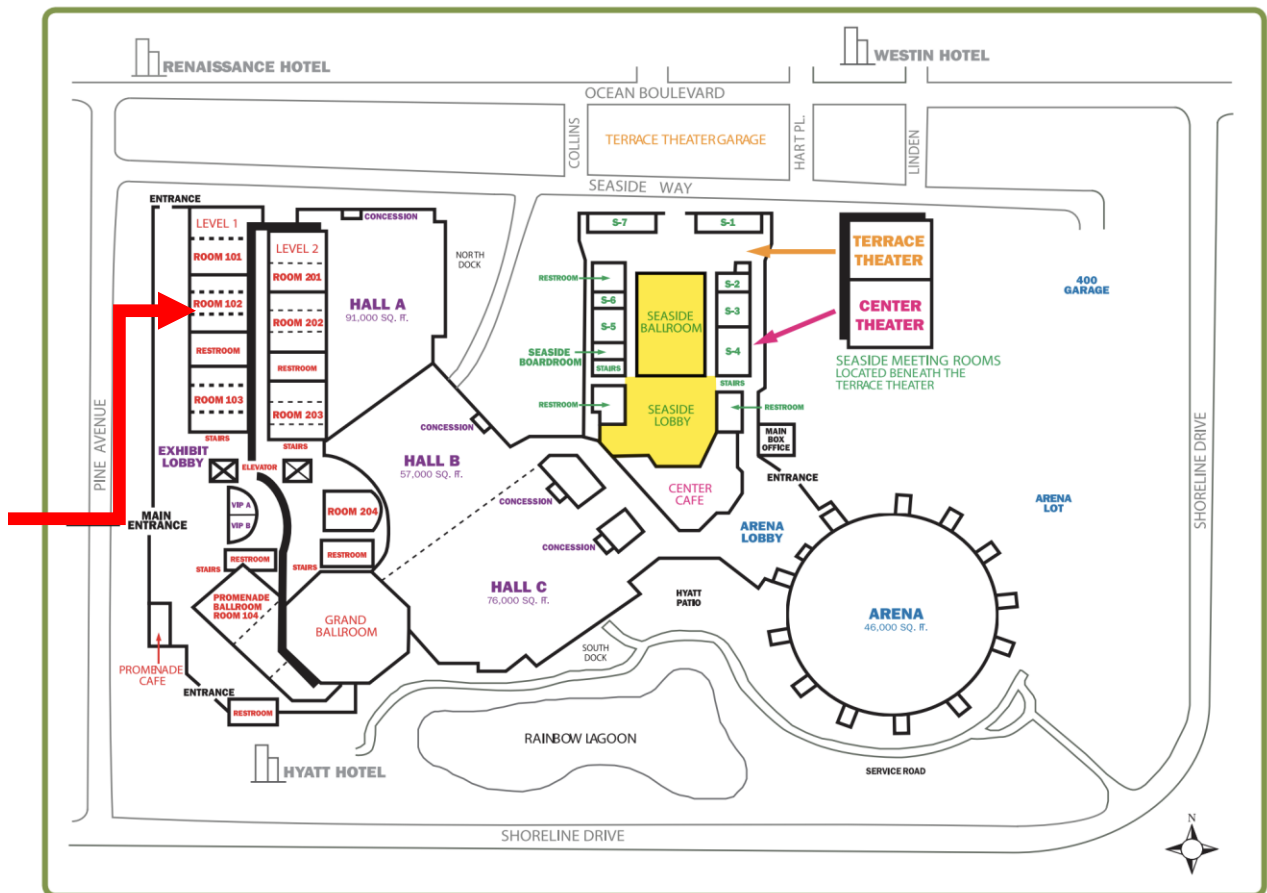 RENAISSANCE HOTEL
WESTIN HOTEL
OCEAN BOULEVARD
COLLINS
TERRACE THEATER GARAGE
HART PL.
LINDEN
SEASIDE WAY
ENTRANCE
LEVEL 1
ROOM 101
ROOM 102
RESTROOM
ROOM 103
STAIRS
LEVEL 2
ROOM 201
ROOM 202
RESTROOM
ROOM 203
STAIRS
CONCESSION
HALL A
91,000 SQ. FT.
NORTH
DOCK
S-7
S-1
RESTROOM
S-6
S-5
SEASIDE
BOARDROOM
STAIRS
RESTROOM
SEASIDE
BALLROOM
S-2
S-3
S-4
STAIRS
RESTROOM
SEASIDE
LOBBY
TERRACE
THEATER
CENTER
THEATER
SEASIDE MEETING ROOMS
LOCATED BENEATH THE
TERRACE THEATER
400
GARAGE
PINE AVENUE
EXHIBIT
LOBBY
ELEVATOR
VIP A
VIP B
ROOM 204
MAIN
ENTRANCE
RESTROOM
STAIRS
STAIRS
RESTROOM
PROMENADE
BALLROOM
ROOM 104
GRAND
BALLROOM
PROMENADE
CAFE
ENTRANCE
RESTROOM
CONCESSION
HALL B
57,000 SQ. FT.
CONCESSION
CONCESSION
HALL C
76,000 SQ. FT.
CENTER
CAFE
MAIN
BOX
OFFICE
ENTRANCE
ARENA
LOBBY
HYATT
PATIO
ARENA
46,000 SQ. FT.
ARENA
LOT
SHORELINE DRIVE
SOUTH
DOCK
RAINBOW LAGOON
SERVICE ROAD
HYATT HOTEL
SHORELINE DRIVE
N